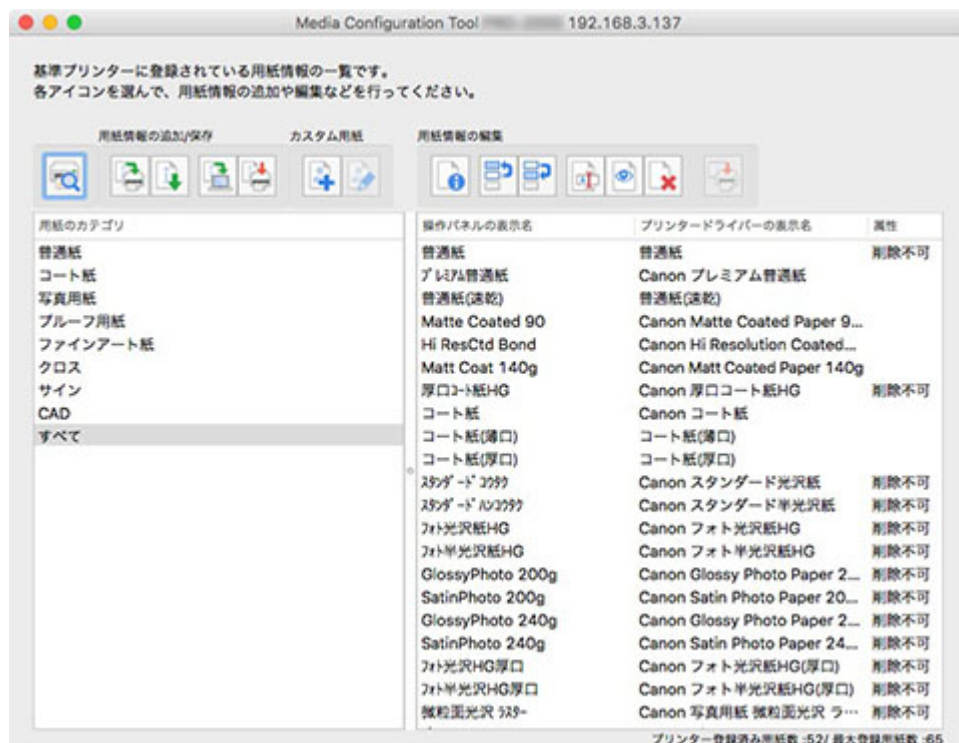 Media Configuration Tool 192.168.3.137
基準プリンターに登録されている用紙情報の一覧です。
各アイコンを選んで、用紙情報の追加や編集などを行ってください。
用紙情報の追加/保存 カスタム用紙 用紙情報の編集
用紙のカテゴリ
普通紙
コート紙
写真用紙
プルーフ用紙
ファインアート紙
クロス
サイン
CAD
すべて
操作パネルの表示名 プリンタードライバーの表示名 属性
普通紙 普通紙 削除不可
ﾌﾟﾚﾐｱﾑ普通紙 Canon プレミアム普通紙
普通紙(速乾) 普通紙(速乾)
Matte Coated 90 Canon Matte Coated Paper 9...
Hi ResCtd Bond Canon Hi Resolution Coated...
Matt Coat 140g Canon Matt Coated Paper 140g
厚口ｺｰﾄ紙HG Canon 厚口コート紙HG 削除不可
コート紙 Canon コート紙
コート紙(薄口) コート紙(薄口)
コート紙(厚口) コート紙(厚口)
ｽﾀﾝﾀﾞｰﾄﾞ ｺｳﾀｸ Canon スタンダード光沢紙 削除不可
ｽﾀﾝﾀﾞｰﾄﾞ ﾊﾝｺｳﾀｸ Canon スタンダード半光沢紙 削除不可
ﾌｫﾄ光沢紙HG Canon フォト光沢紙HG 削除不可
ﾌｫﾄ半光沢紙HG Canon フォト半光沢紙HG 削除不可
GlossyPhoto 200g Canon Glossy Photo Paper 2... 削除不可
SatinPhoto 200g Canon Satin Photo Paper 20... 削除不可
GlossyPhoto 240g Canon Glossy Photo Paper 2... 削除不可
SatinPhoto 240g Canon Satin Photo Paper 24... 削除不可
ﾌｫﾄ光沢HG厚口 Canon フォト光沢紙HG(厚口) 削除不可
ﾌｫﾄ半光沢HG厚口 Canon フォト半光沢紙HG(厚口) 削除不可
微粒面光沢 ﾗｽﾀｰ Canon 写真用紙 微粒面光沢 ラ… 削除不可
プリンター登録済み用紙数 :52/ 最大登録用紙数 :65